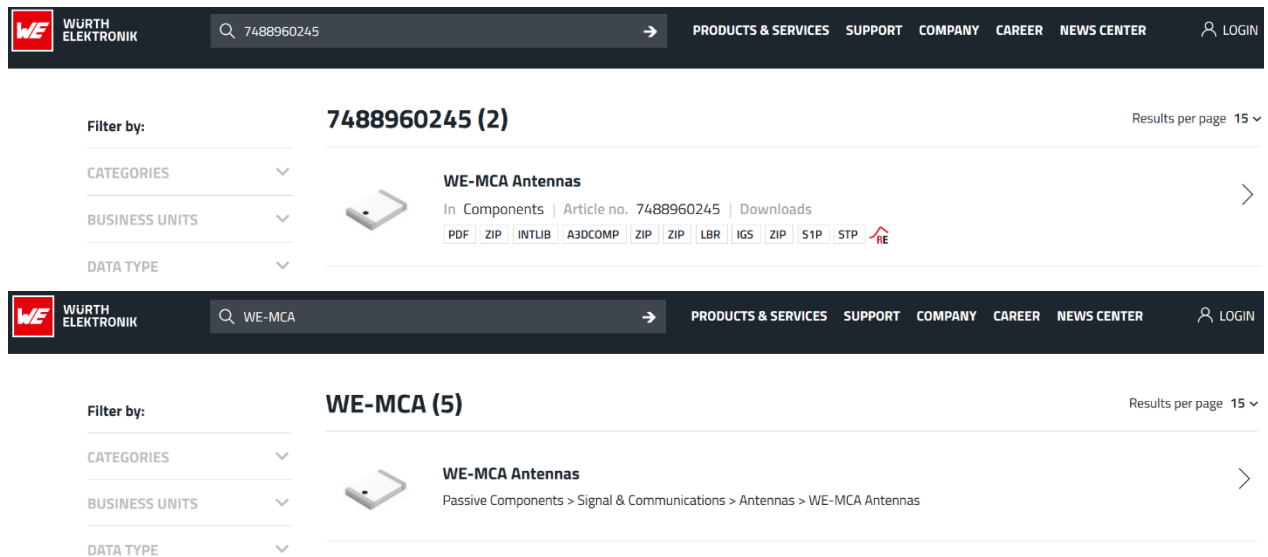 WE WÜRTH ELEKTRONIK 7488960245 PRODUCTS & SERVICES SUPPORT COMPANY CAREER NEWS CENTER LOGIN
Filter by:
CATEGORIES
BUSINESS UNITS
DATA TYPE
7488960245 (2)
Results per page 15
WE-MCA Antennas
In Components | Article no. 7488960245 | Downloads
PDF ZIP INTLIB A3DCOMP ZIP ZIP LBR IGS ZIP S1P STP RE
WE WÜRTH ELEKTRONIK WE-MCA PRODUCTS & SERVICES SUPPORT COMPANY CAREER NEWS CENTER LOGIN
Filter by:
CATEGORIES
BUSINESS UNITS
DATA TYPE
WE-MCA (5)
Results per page 15
WE-MCA Antennas
Passive Components > Signal & Communications > Antennas > WE-MCA Antennas